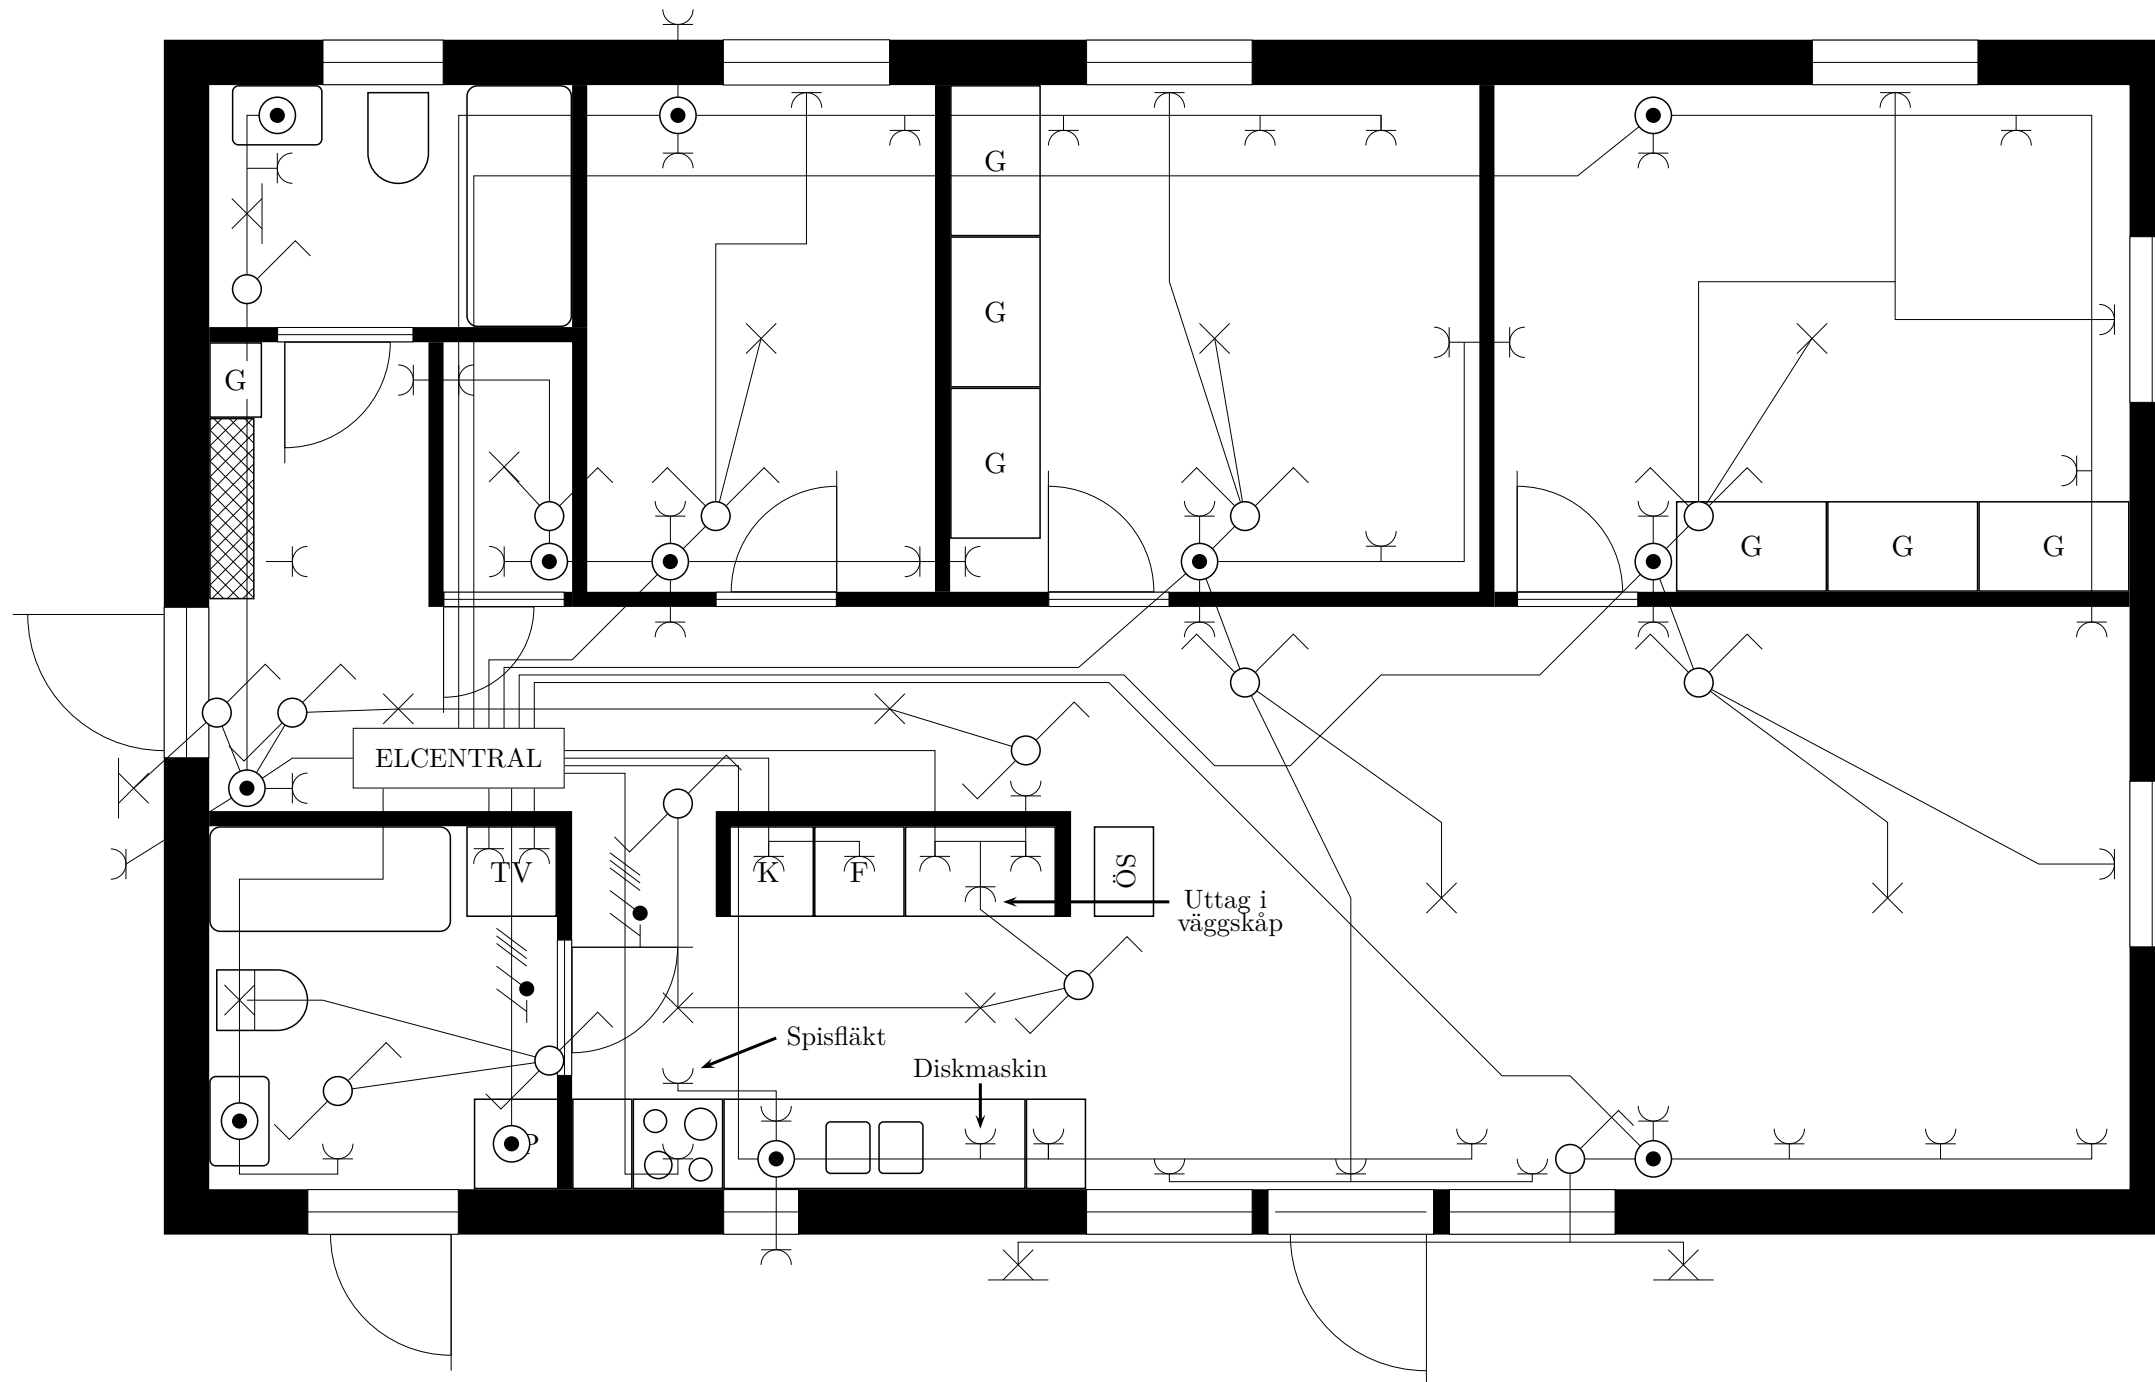 G
G
G
G
G
G
G
ELCENTRAL
TV
K
F
ÖS
Uttag i
väggskåp
Spisfläkt
Diskmaskin
P